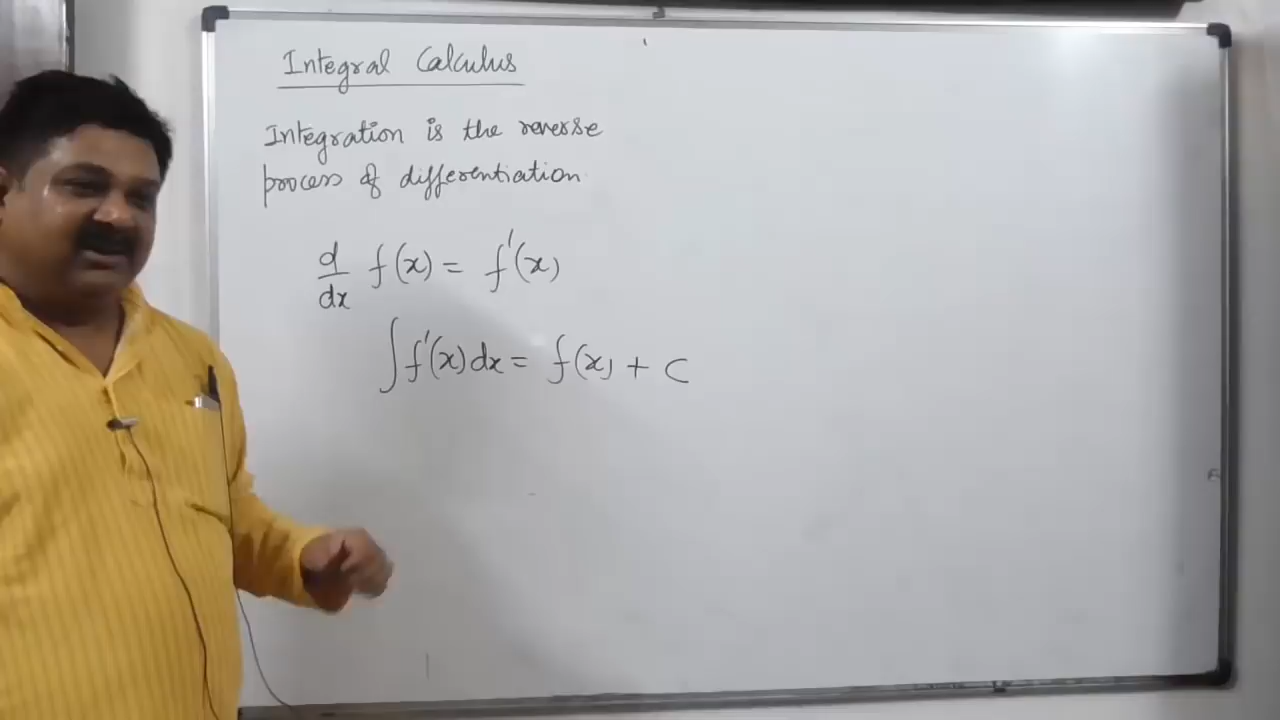 Integral Calculus
Integration is the reverse
process of differentiation
d/dx f(x) = f'(x)
∫f'(x)dx = f(x) + c